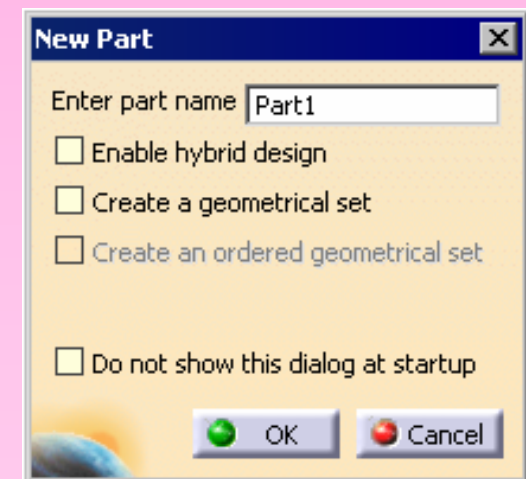 New Part
Enter part name Part1
Enable hybrid design
Create a geometrical set
Create an ordered geometrical set
Do not show this dialog at startup
OK Cancel